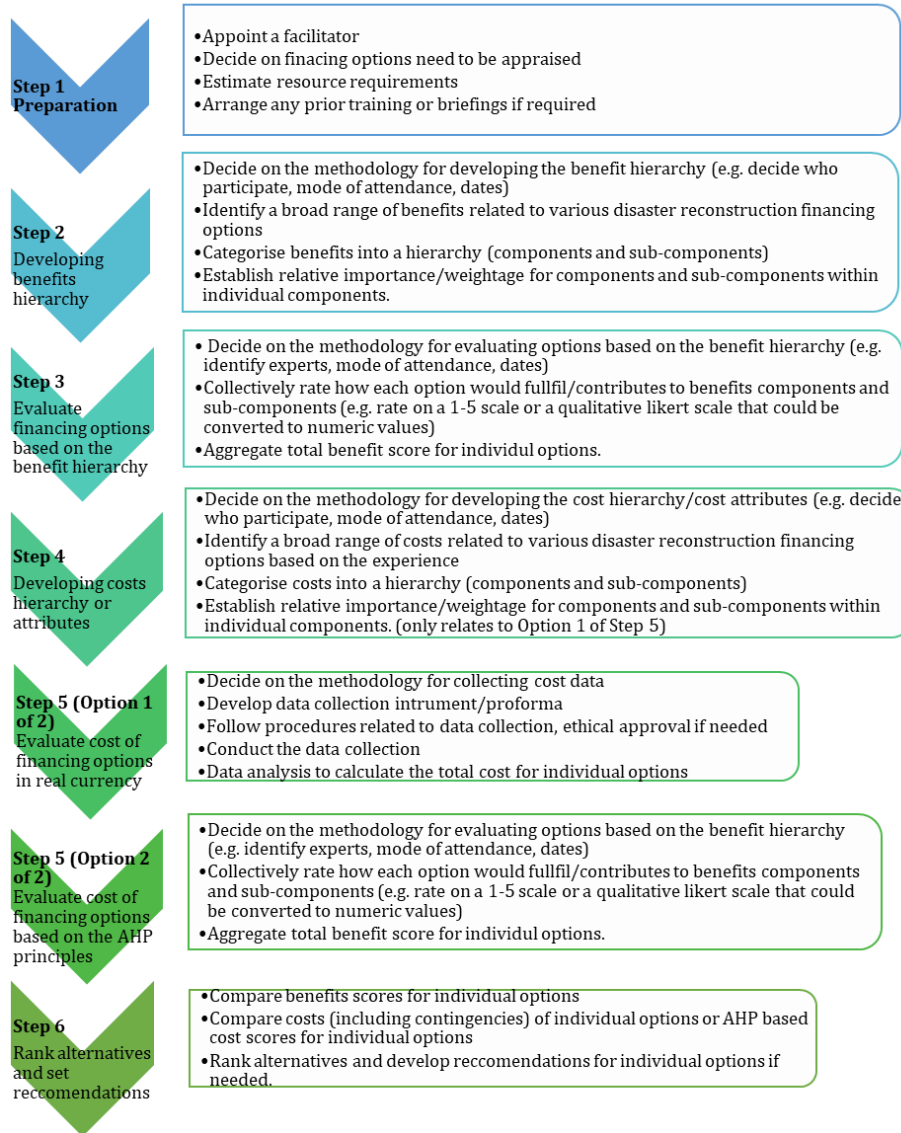 Step 1
Preparation
•Appoint a facilitator
•Decide on finacing options need to be appraised
•Estimate resource requirements
•Arrange any prior training or briefings if required
Step 2
Developing
benefits
hierarchy
•Decide on the methodology for developing the benefit hierarchy (e.g. decide who
participate, mode of attendance, dates)
•Identify a broad range of benefits related to various disaster reconstruction financing
options
•Categorise benefits into a hierarchy (components and sub-components)
•Establish relative importance/weightage for components and sub-components within
individual components.
Step 3
Evaluate
financing options
based on the
benefit hierarchy
• Decide on the methodology for evaluating options based on the benefit hierarchy (e.g.
identify experts, mode of attendance, dates)
•Collectively rate how each option would fullfil/contributes to benefits components and
sub-components (e.g. rate on a 1-5 scale or a qualitative likert scale that could be
converted to numeric values)
•Aggregate total benefit score for individul options.
Step 4
Developing costs
hierarchy or
attributes
•Decide on the methodology for developing the cost hierarchy/cost attributes (e.g. decide
who participate, mode of attendance, dates)
•Identify a broad range of costs related to various disaster reconstruction financing
options based on the experience
•Categorise costs into a hierarchy (components and sub-components)
•Establish relative importance/weightage for components and sub-components within
individual components. (only relates to Option 1 of Step 5)
Step 5 (Option 1
of 2)
Evaluate cost of
financing options
in real currency
•Decide on the methodology for collecting cost data
•Develop data collection intrument/proforma
•Follow procedures related to data collection, ethical approval if needed
•Conduct the data collection
•Data analysis to calculate the total cost for individual options
Step 5 (Option 2
of 2)
Evaluate cost of
financing options
based on the AHP
principles
•Decide on the methodology for evaluating options based on the benefit hierarchy
(e.g. identify experts, mode of attendance, dates)
•Collectively rate how each option would fullfil/contributes to benefits components
and sub-components (e.g. rate on a 1-5 scale or a qualitative likert scale that could
be converted to numeric values)
•Aggregate total benefit score for individul options.
Step 6
Rank alternatives
and set
reccomendations
•Compare benefits scores for individual options
•Compare costs (including contingencies) of individual options or AHP based
cost scores for individual options
•Rank alternatives and develop reccomendations for individual options if
needed.